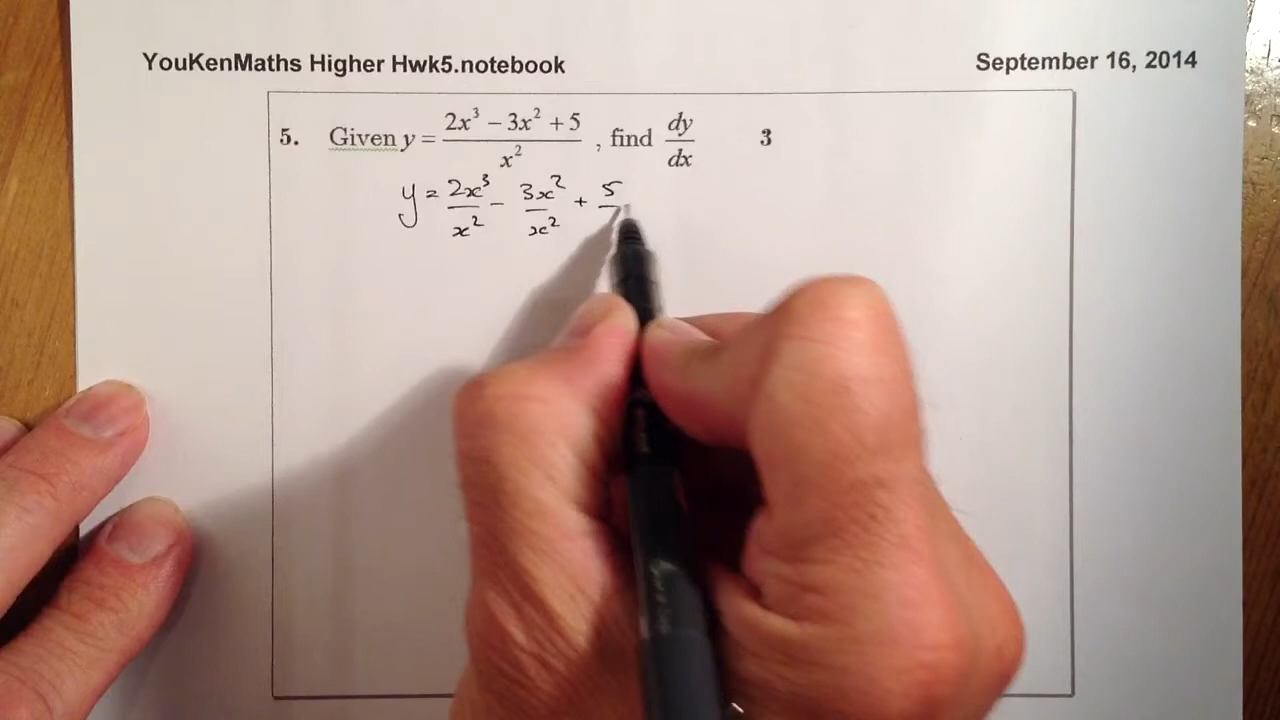 YouKenMaths Higher Hwk5.notebook September 16, 2014
5. Given y = (2x³ − 3x² + 5)/x² , find dy/dx 3
y = 2x³/x² − 3x²/x² + 5